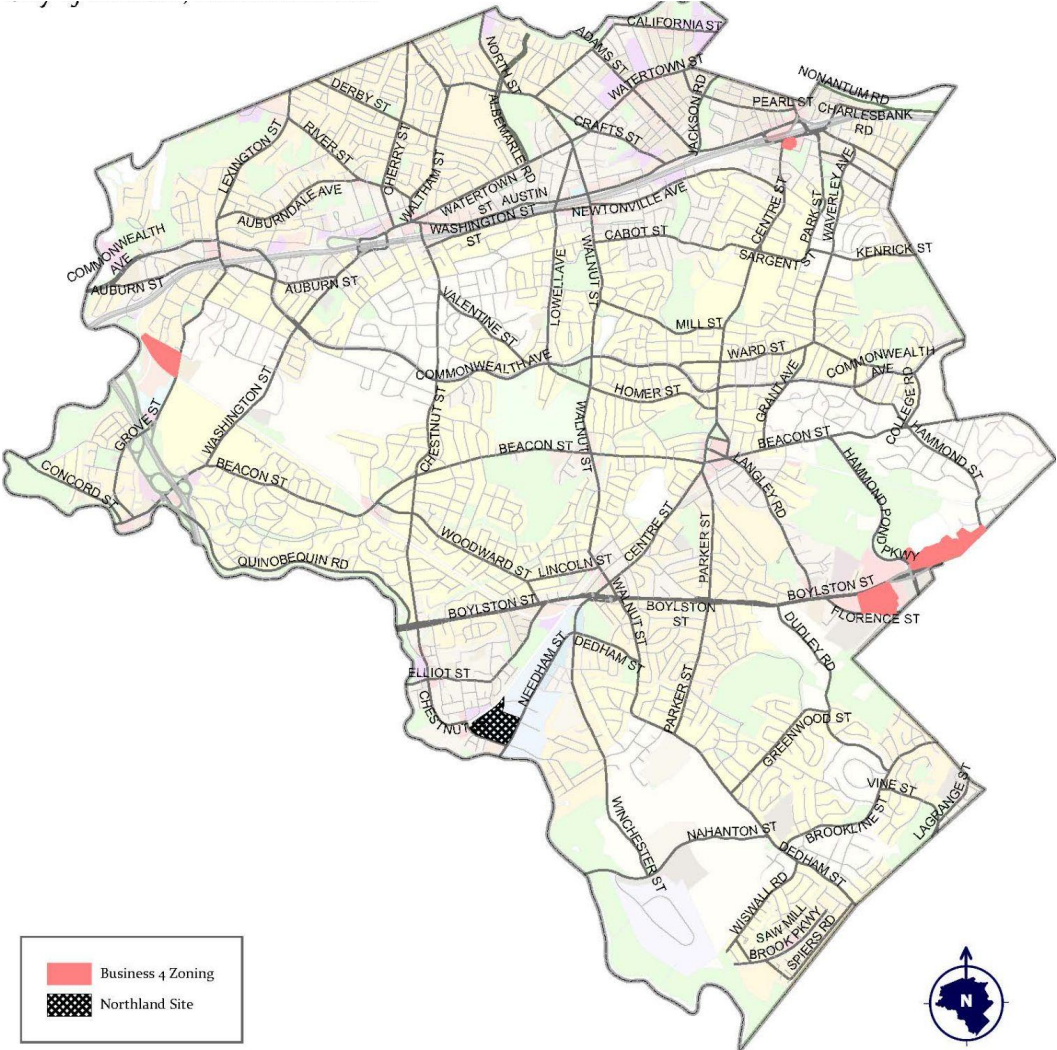 CALIFORNIA ST
ADAMS ST
NORTH ST
WATERTOWN ST
NONANTUM RD
DERBY ST
ALBEMARLE RD
JACKSON RD
PEARL ST
CHARLESBANK
RD
CRAFTS ST
LEXINGTON ST
RIVER ST
CHERRY ST
WALTHAM ST
WATERTOWN
ST
AUSTIN
ST
WASHINGTON ST
NEWTONVILLE AVE
AUBURNDALE AVE
CENTRE ST
PARK ST
WAVERLEY AVE
COMMONWEALTH
AVE
CABOT ST
SARGENT ST
KENRICK ST
AUBURN ST
AUBURN ST
LOWELL AVE
WALNUT ST
VALENTINE ST
MILL ST
WARD ST
COMMONWEALTH AVE
COMMONWEALTH
AVE
HOMER ST
GRANT AVE
COLLEGE RD
GROVE ST
WASHINGTON ST
CHESTNUT ST
WALNUT ST
BEACON ST
BEACON ST
HAMMOND ST
CONCORD ST
BEACON ST
LANGLEY RD
HAMMOND POND
PKWY
QUINOBEQUIN RD
WOODWARD ST
LINCOLN ST
CENTRE ST
PARKER ST
BOYLSTON ST
BOYLSTON ST
WALNUT ST
BOYLSTON
ST
FLORENCE ST
DUDLEY RD
ELLIOT ST
NEEDHAM ST
DEDHAM ST
CHESTNUT
PARKER ST
GREENWOOD ST
VINE ST
LAGRANGE ST
WINCHESTER ST
NAHANTON ST
BROOKLINE ST
DEDHAM ST
WISWALL RD
SAW MILL
BROOK PKWY
SPIERS RD
Business 4 Zoning
Northland Site
N